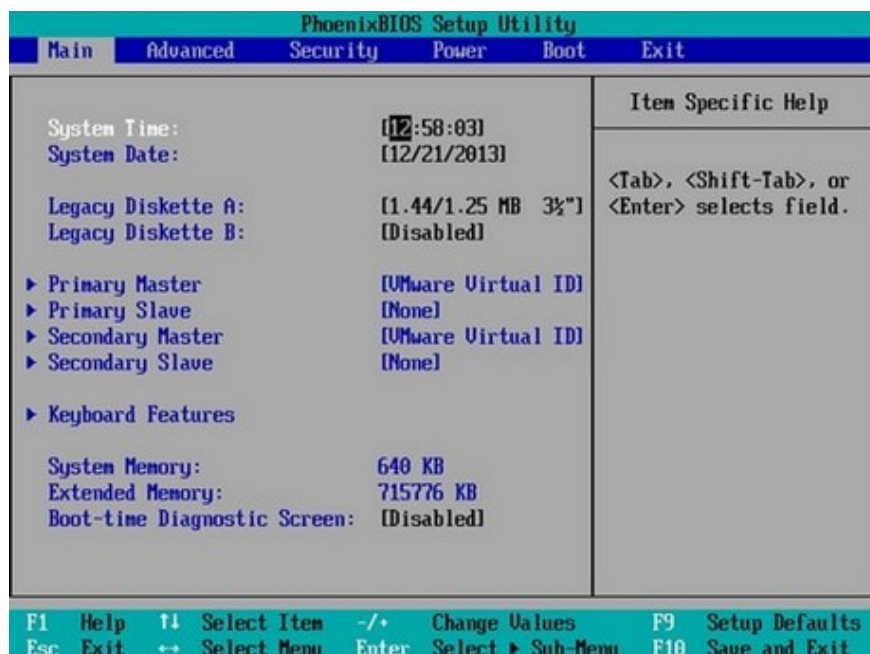 PhoenixBIOS Setup Utility
Main Advanced Security Power Boot Exit
Item Specific Help
System Time: [12:58:03]
System Date: [12/21/2013]
<Tab>, <Shift-Tab>, or
<Enter> selects field.
Legacy Diskette A: [1.44/1.25 MB 3½"]
Legacy Diskette B: [Disabled]
▶ Primary Master [VMware Virtual ID]
▶ Primary Slave [None]
▶ Secondary Master [VMware Virtual ID]
▶ Secondary Slave [None]
▶ Keyboard Features
System Memory: 640 KB
Extended Memory: 715776 KB
Boot-time Diagnostic Screen: [Disabled]
F1 Help ↑↓ Select Item -/+ Change Values F9 Setup Defaults
Esc Exit ↔ Select Menu Enter Select ▶ Sub-Menu F10 Save and Exit